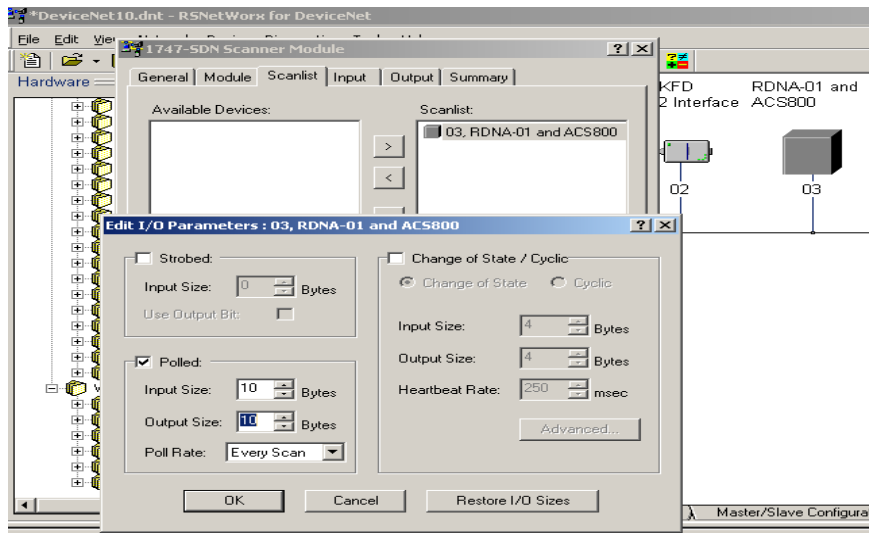 *DeviceNet10.dnt - RSNetWorx for DeviceNet
File Edit
1747-SDN Scanner Module
Hardware
General Module Scanlist Input Output Summary
Available Devices:
Scanlist:
03, RDNA-01 and ACS800
>
<
KFD
2 Interface
02
RDNA-01 and
ACS800
03
Edit I/O Parameters : 03, RDNA-01 and ACS800
Strobed:
Input Size: 0 Bytes
Use Output Bit:
Polled:
Input Size: 10 Bytes
Output Size: 10 Bytes
Poll Rate: Every Scan
Change of State / Cyclic
Change of State Cyclic
Input Size: 4 Bytes
Output Size: 4 Bytes
Heartbeat Rate: 250 msec
Advanced...
OK Cancel Restore I/O Sizes
Master/Slave Configura